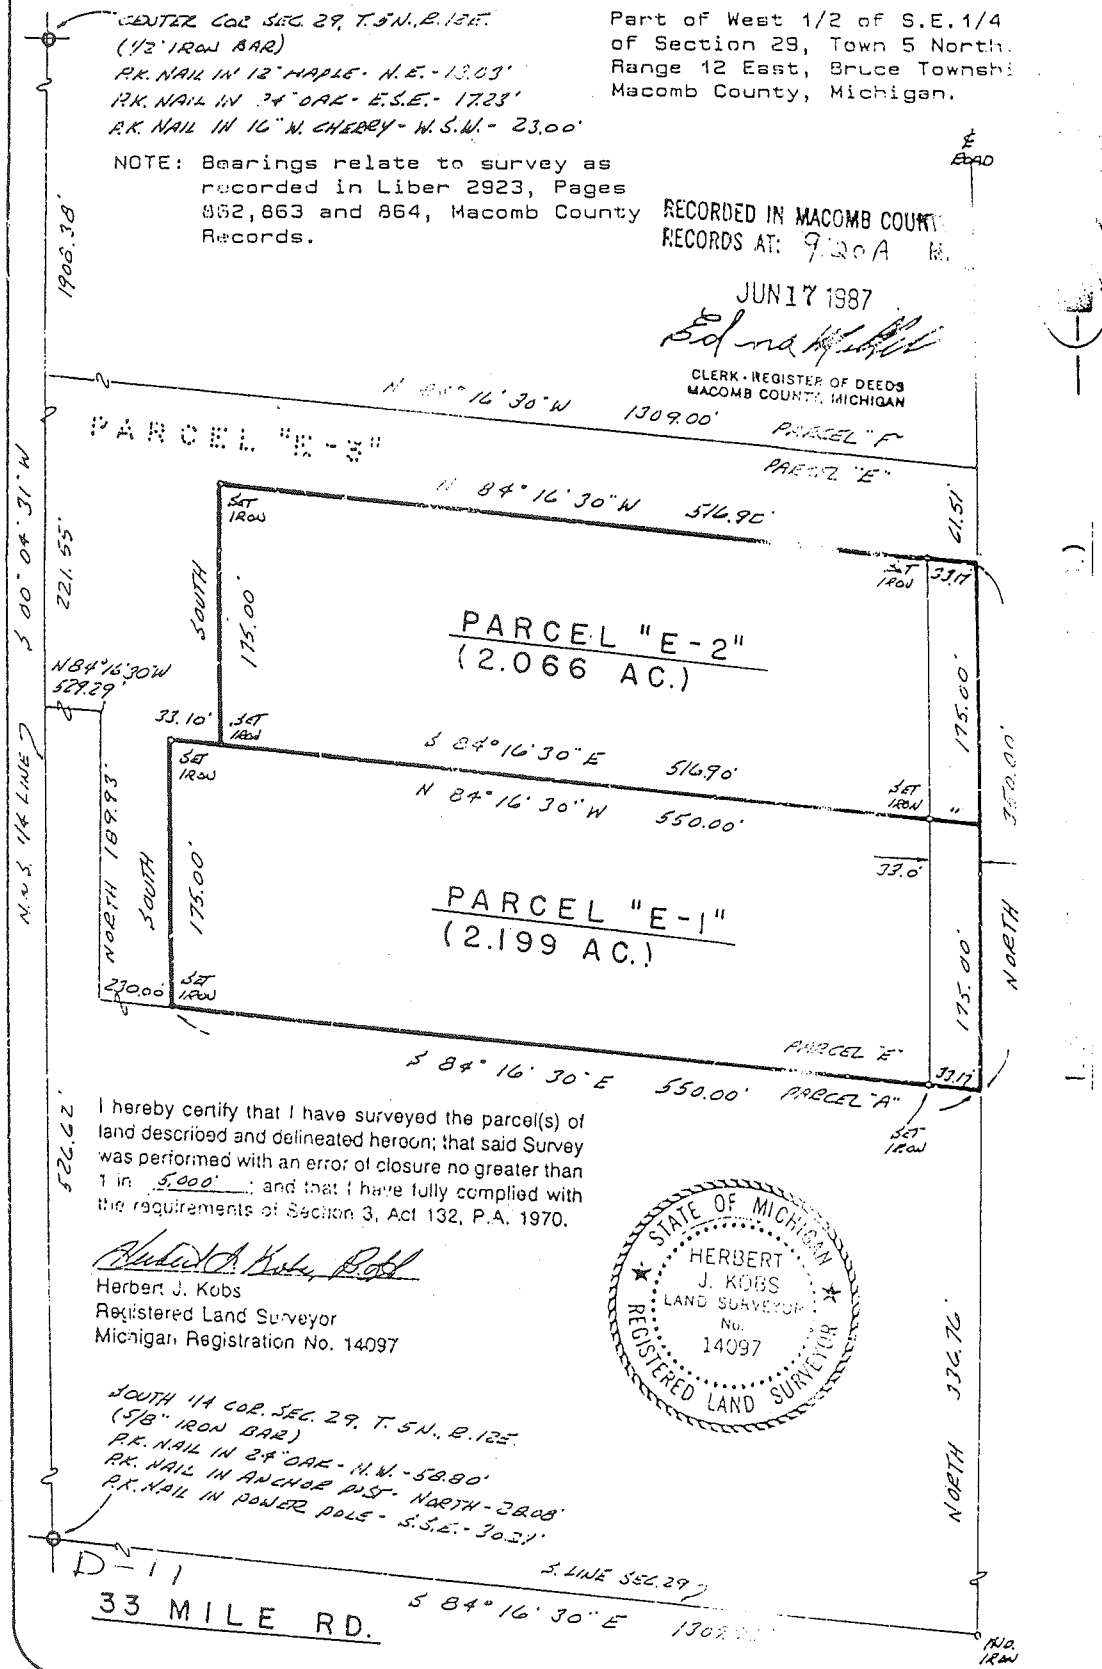 CENTER COR SEC. 29, T.5N., R.12E.
(1/2" IRON BAR)
P.K. NAIL IN 12" MAPLE - N.E. - 13.03'
P.K. NAIL IN 24" OAK - E.S.E. - 17.23'
P.K. NAIL IN 16" W. CHERRY - W.S.W. - 23.00'
Part of West 1/2 of S.E. 1/4
of Section 29, Town 5 North.
Range 12 East, Bruce Townshi
Macomb County, Michigan.
NOTE: Bearings relate to survey as
recorded in Liber 2923, Pages
862,863 and 864, Macomb County
Records.
℄
ROAD
RECORDED IN MACOMB COUNT
RECORDS AT: 9:20 A M.
JUN 17 1987
CLERK - REGISTER OF DEEDS
MACOMB COUNTY, MICHIGAN
1906.38'
N 84° 16' 30" W 1309.00'
PARCEL "F"
PARCEL "E"
PARCEL "E-3"
N 84° 16' 30" W 516.90'
61.51'
SET
IRON
SET
IRON
33.17
S 00° 04' 31" W
N. & S. 1/4 LINE
221.55'
SOUTH
175.00'
PARCEL "E-2"
(2.066 AC.)
175.00'
N 84°16'30"W
529.29'
33.10'
SET
IRON
SET
IRON
S 84° 16' 30" E 516.90'
N 84° 16' 30" W 550.00'
SET
IRON
"
350.00'
NORTH
33.0'
NORTH 189.93'
SOUTH
175.00'
PARCEL "E-1"
(2.199 AC.)
175.00'
230.00'
SET
IRON
S 84° 16' 30" E 550.00'
PARCEL "E"
PARCEL "A"
33.17
SET
IRON
526.62'
I hereby certify that I have surveyed the parcel(s) of
land described and delineated hereon; that said Survey
was performed with an error of closure no greater than
1 in 5,000' ; and that I have fully complied with
the requirements of Section 3, Act 132, P.A. 1970.
Herbert J. Kobs
Registered Land Surveyor
Michigan Registration No. 14097
STATE OF MICHIGAN
HERBERT
J. KOBS
LAND SURVEYOR
No.
14097
REGISTERED LAND SURVEYOR
NORTH 336.76'
SOUTH 1/4 COR. SEC. 29, T. 5N., R.12E.
(5/8" IRON BAR)
P.K. NAIL IN 24" OAK - N.W. - 58.80'
P.K. NAIL IN ANCHOR POST - NORTH - 28.08'
P.K. NAIL IN POWER POLE - S.S.E. - 30.21'
D-11
S. LINE SEC. 29
33 MILE RD.
S 84° 16' 30" E
FND.
IRON